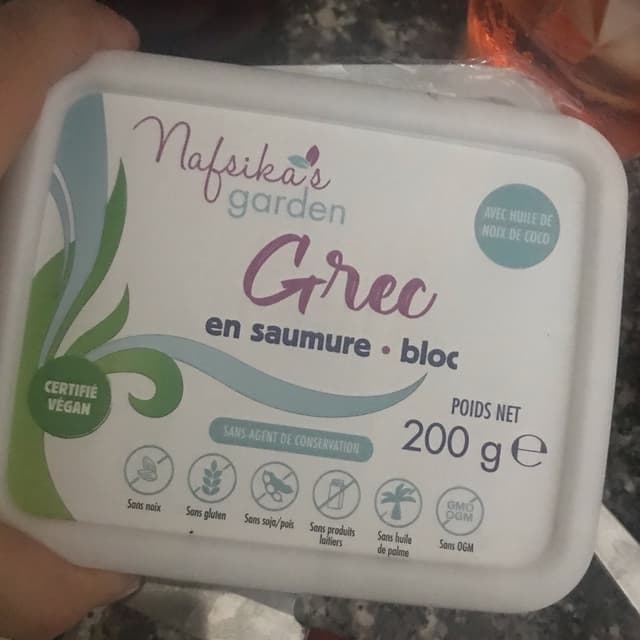 Nafsika's
garden
AVEC HUILE DE
NOIX DE COCO
Grec
en saumure • bloc
CERTIFIÉ
VÉGAN
POIDS NET
200 g ℮
SANS AGENT DE CONSERVATION
GMO
OGM
Sans noix
Sans gluten
Sans soja/pois
Sans produits
laitiers
Sans huile
de palme
Sans OGM